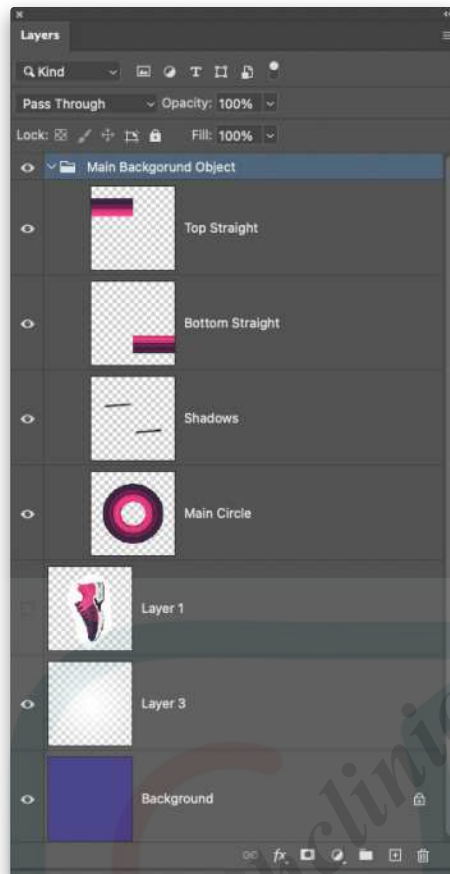 Layers
Kind
Pass Through Opacity: 100%
Lock: Fill: 100%
Main Backgorund Object
Top Straight
Bottom Straight
Shadows
Main Circle
Layer 1
Layer 3
Background
fx